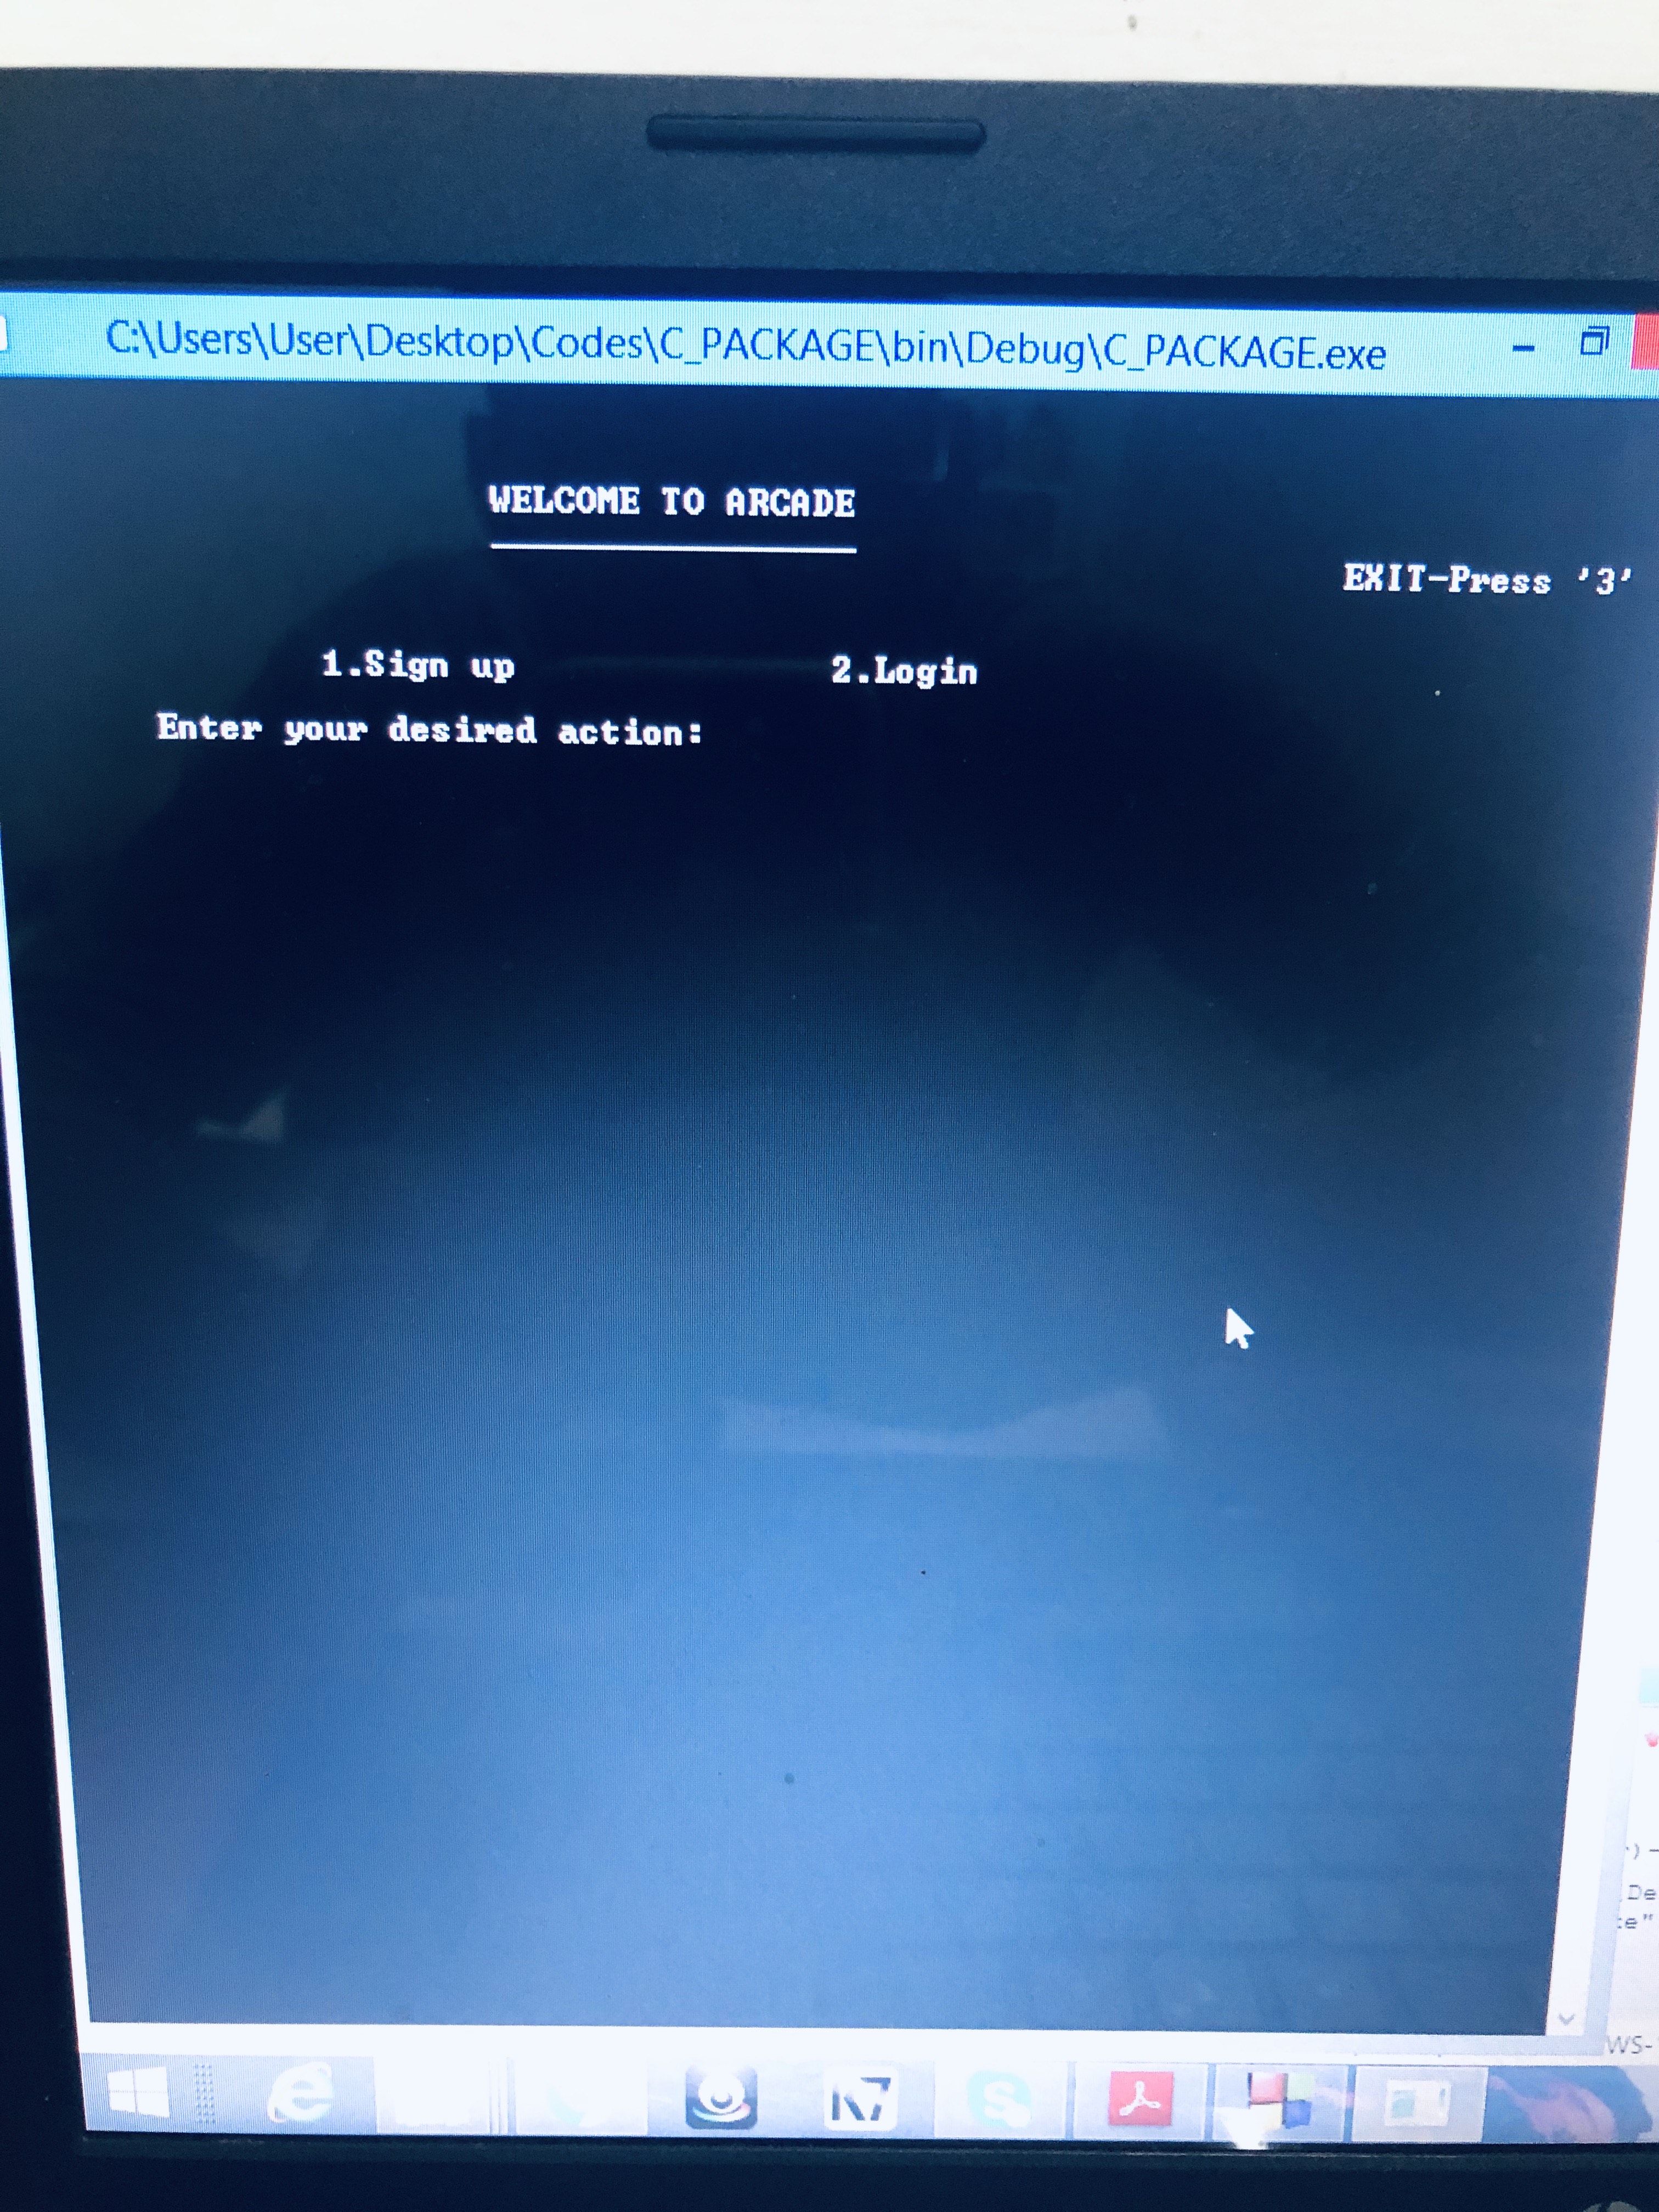 C:\Users\User\Desktop\Codes\C_PACKAGE\bin\Debug\C_PACKAGE.exe
WELCOME TO ARCADE
EXIT-Press '3'
1.Sign up 2.Login
Enter your desired action:
De
e"
WS-
K7